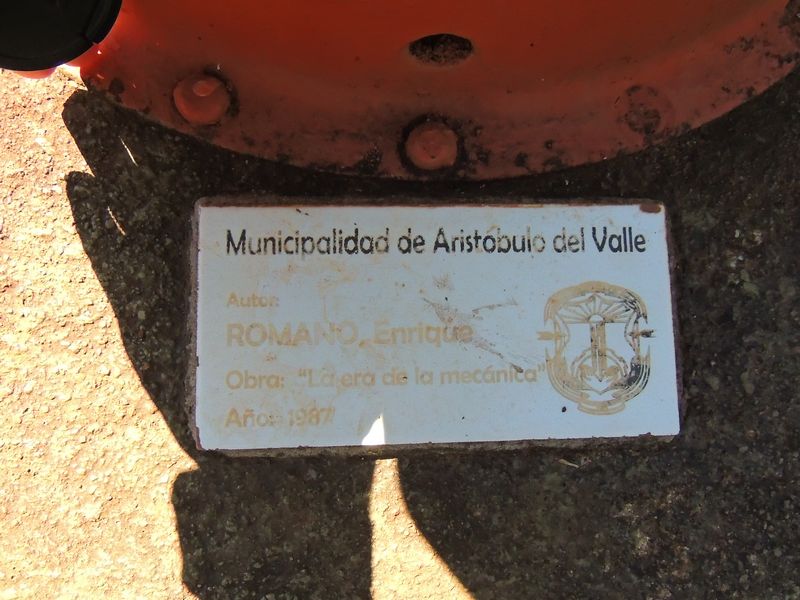 Municipalidad de Aristóbulo del Valle
Autor:
ROMANO, Enrique
Obra: "La era de la mecánica"
Año: 1987